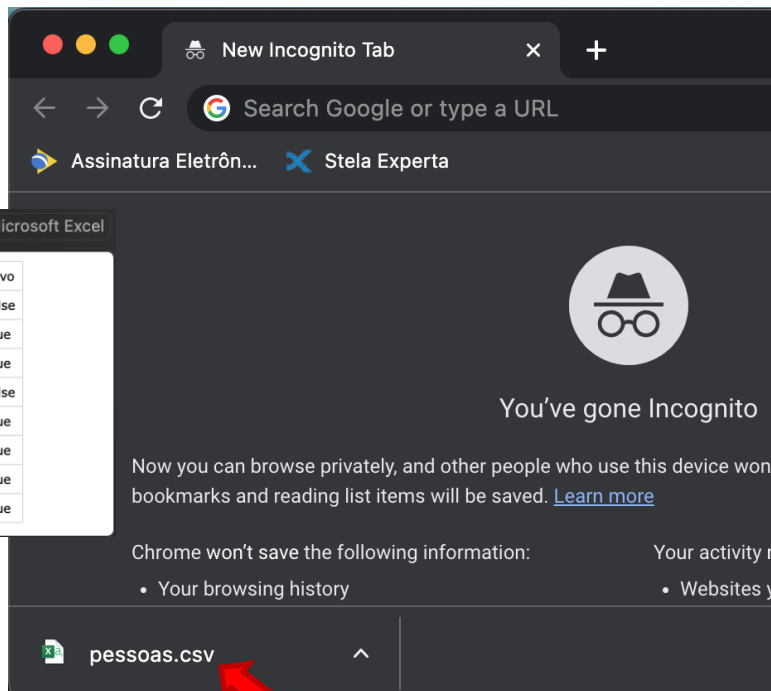 New Incognito Tab
Search Google or type a URL
Assinatura Eletrôn...
Stela Experta
icrosoft Excel
vo
lse
ue
ue
lse
ue
ue
ue
ue
You've gone Incognito
Now you can browse privately, and other people who use this device won
bookmarks and reading list items will be saved. Learn more
Chrome won't save the following information:
Your activity
• Your browsing history
• Websites
pessoas.csv